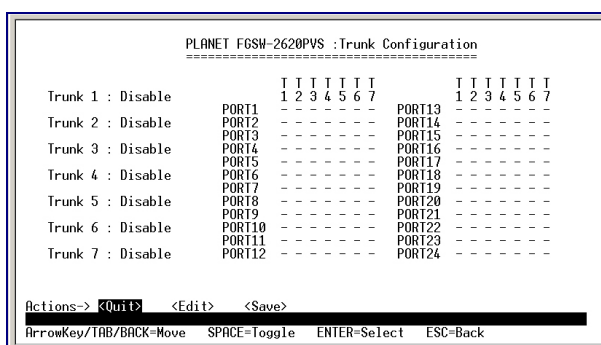 PLANET FGSW-2620PVS :Trunk Configuration
========================================
T T T T T T T T T T T T T T
Trunk 1 : Disable 1 2 3 4 5 6 7 1 2 3 4 5 6 7
PORT1 - - - - - - - PORT13 - - - - - - -
Trunk 2 : Disable PORT2 - - - - - - - PORT14 - - - - - - -
PORT3 - - - - - - - PORT15 - - - - - - -
Trunk 3 : Disable PORT4 - - - - - - - PORT16 - - - - - - -
PORT5 - - - - - - - PORT17 - - - - - - -
Trunk 4 : Disable PORT6 - - - - - - - PORT18 - - - - - - -
PORT7 - - - - - - - PORT19 - - - - - - -
Trunk 5 : Disable PORT8 - - - - - - - PORT20 - - - - - - -
PORT9 - - - - - - - PORT21 - - - - - - -
Trunk 6 : Disable PORT10 - - - - - - - PORT22 - - - - - - -
PORT11 - - - - - - - PORT23 - - - - - - -
Trunk 7 : Disable PORT12 - - - - - - - PORT24 - - - - - - -
Actions-> <Quit> <Edit> <Save>
ArrowKey/TAB/BACK=Move SPACE=Toggle ENTER=Select ESC=Back